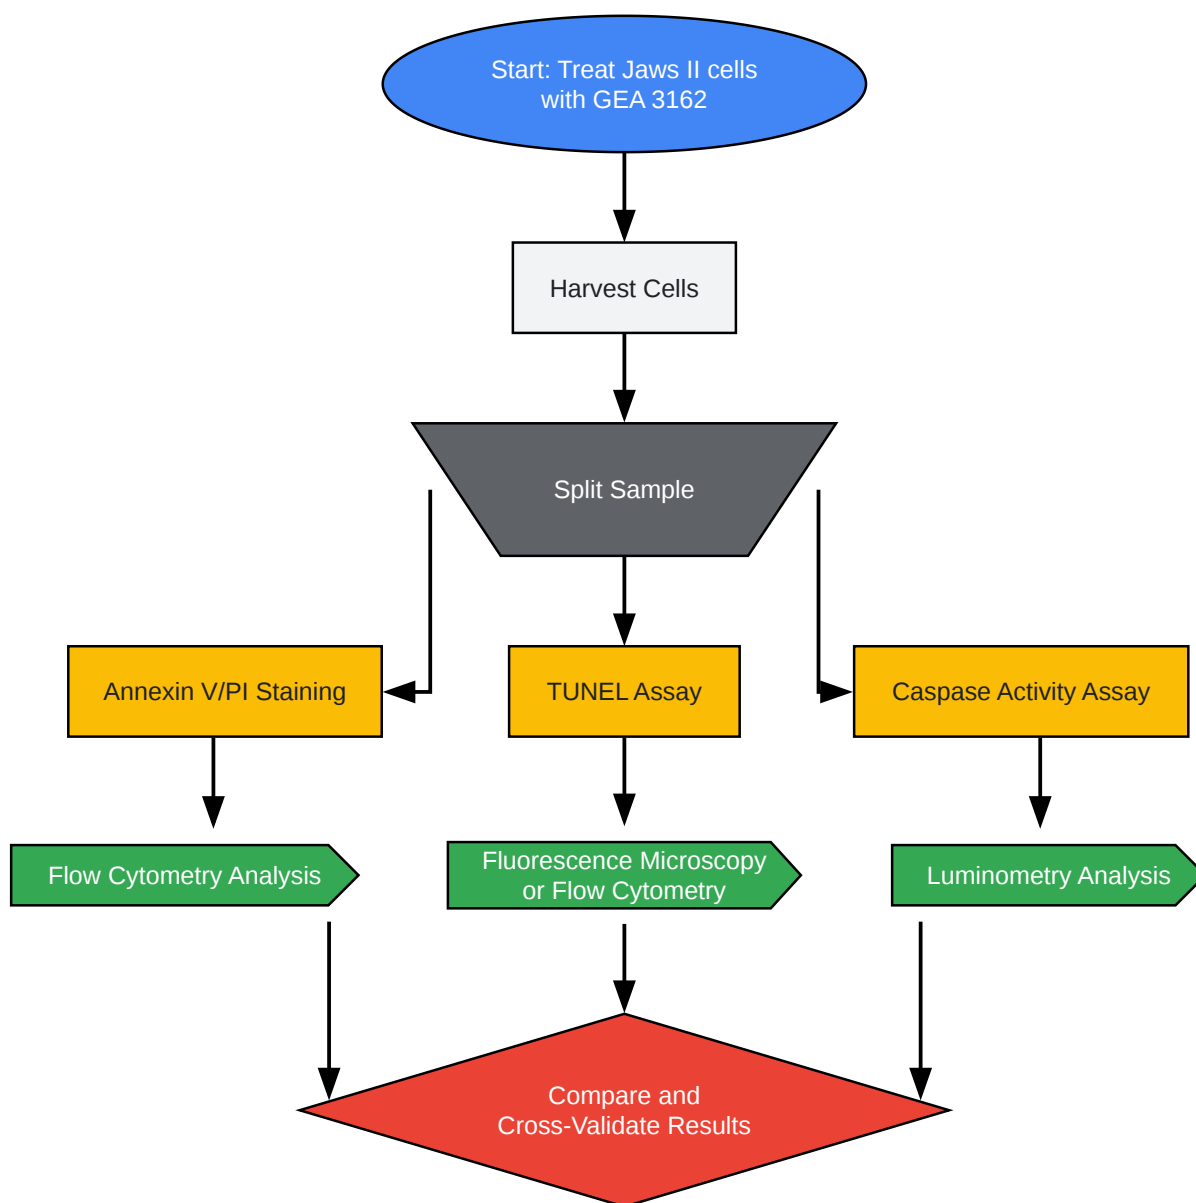 Start: Treat Jaws II cells
with GEA 3162
Harvest Cells
Split Sample
Annexin V/PI Staining
TUNEL Assay
Caspase Activity Assay
Flow Cytometry Analysis
Fluorescence Microscopy
or Flow Cytometry
Luminometry Analysis
Compare and
Cross-Validate Results